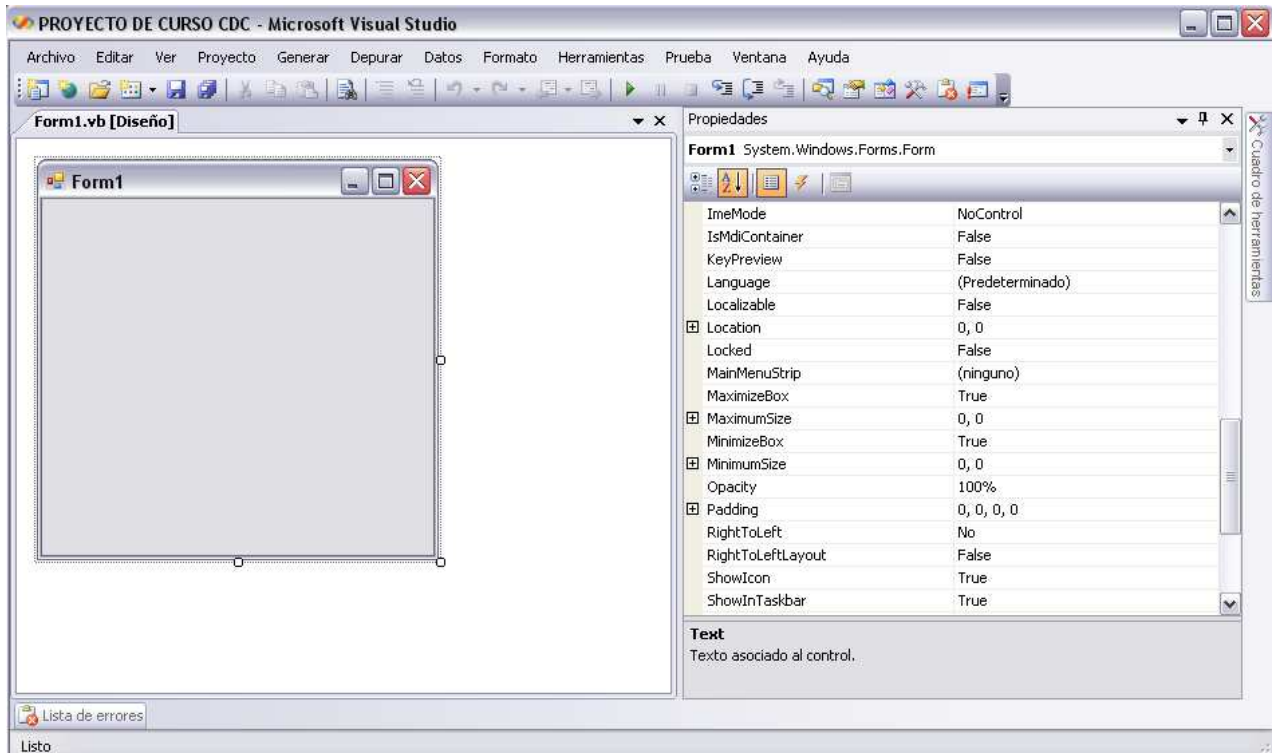 PROYECTO DE CURSO CDC - Microsoft Visual Studio
Archivo Editar Ver Proyecto Generar Depurar Datos Formato Herramientas Prueba Ventana Ayuda
Form1.vb [Diseño]
Form1
Propiedades
Form1 System.Windows.Forms.Form
ImeMode NoControl
IsMdiContainer False
KeyPreview False
Language (Predeterminado)
Localizable False
Location 0, 0
Locked False
MainMenuStrip (ninguno)
MaximizeBox True
MaximumSize 0, 0
MinimizeBox True
MinimumSize 0, 0
Opacity 100%
Padding 0, 0, 0, 0
RightToLeft No
RightToLeftLayout False
ShowIcon True
ShowInTaskbar True
Text
Texto asociado al control.
Cuadro de herramientas
Lista de errores
Listo